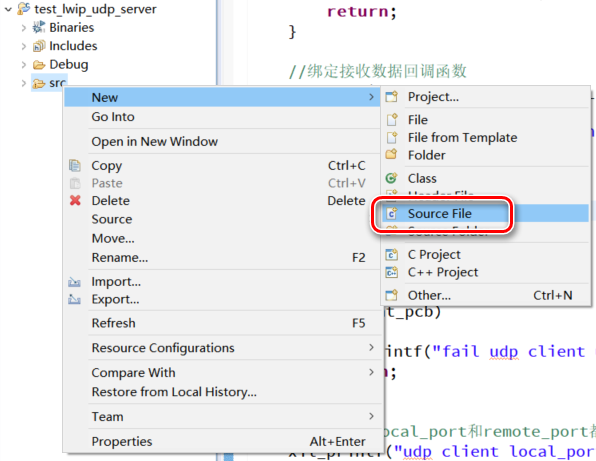 test_lwip_udp_server
Binaries
Includes
Debug
src
return;
}
//绑定接收数据回调函数
New
Go Into
Open in New Window
Copy Ctrl+C
Paste Ctrl+V
Delete Delete
Source
Move...
Rename... F2
Import...
Export...
Refresh F5
Resource Configurations
Compare With
Restore from Local History...
Team
Properties Alt+Enter
Project...
File
File from Template
Folder
Class
Header File
Source File
Source Folder
C Project
C++ Project
Other... Ctrl+N
t_pcb)
intf("fail udp client
;
ocal_port和remote_port
xil_printf("udp client local_por